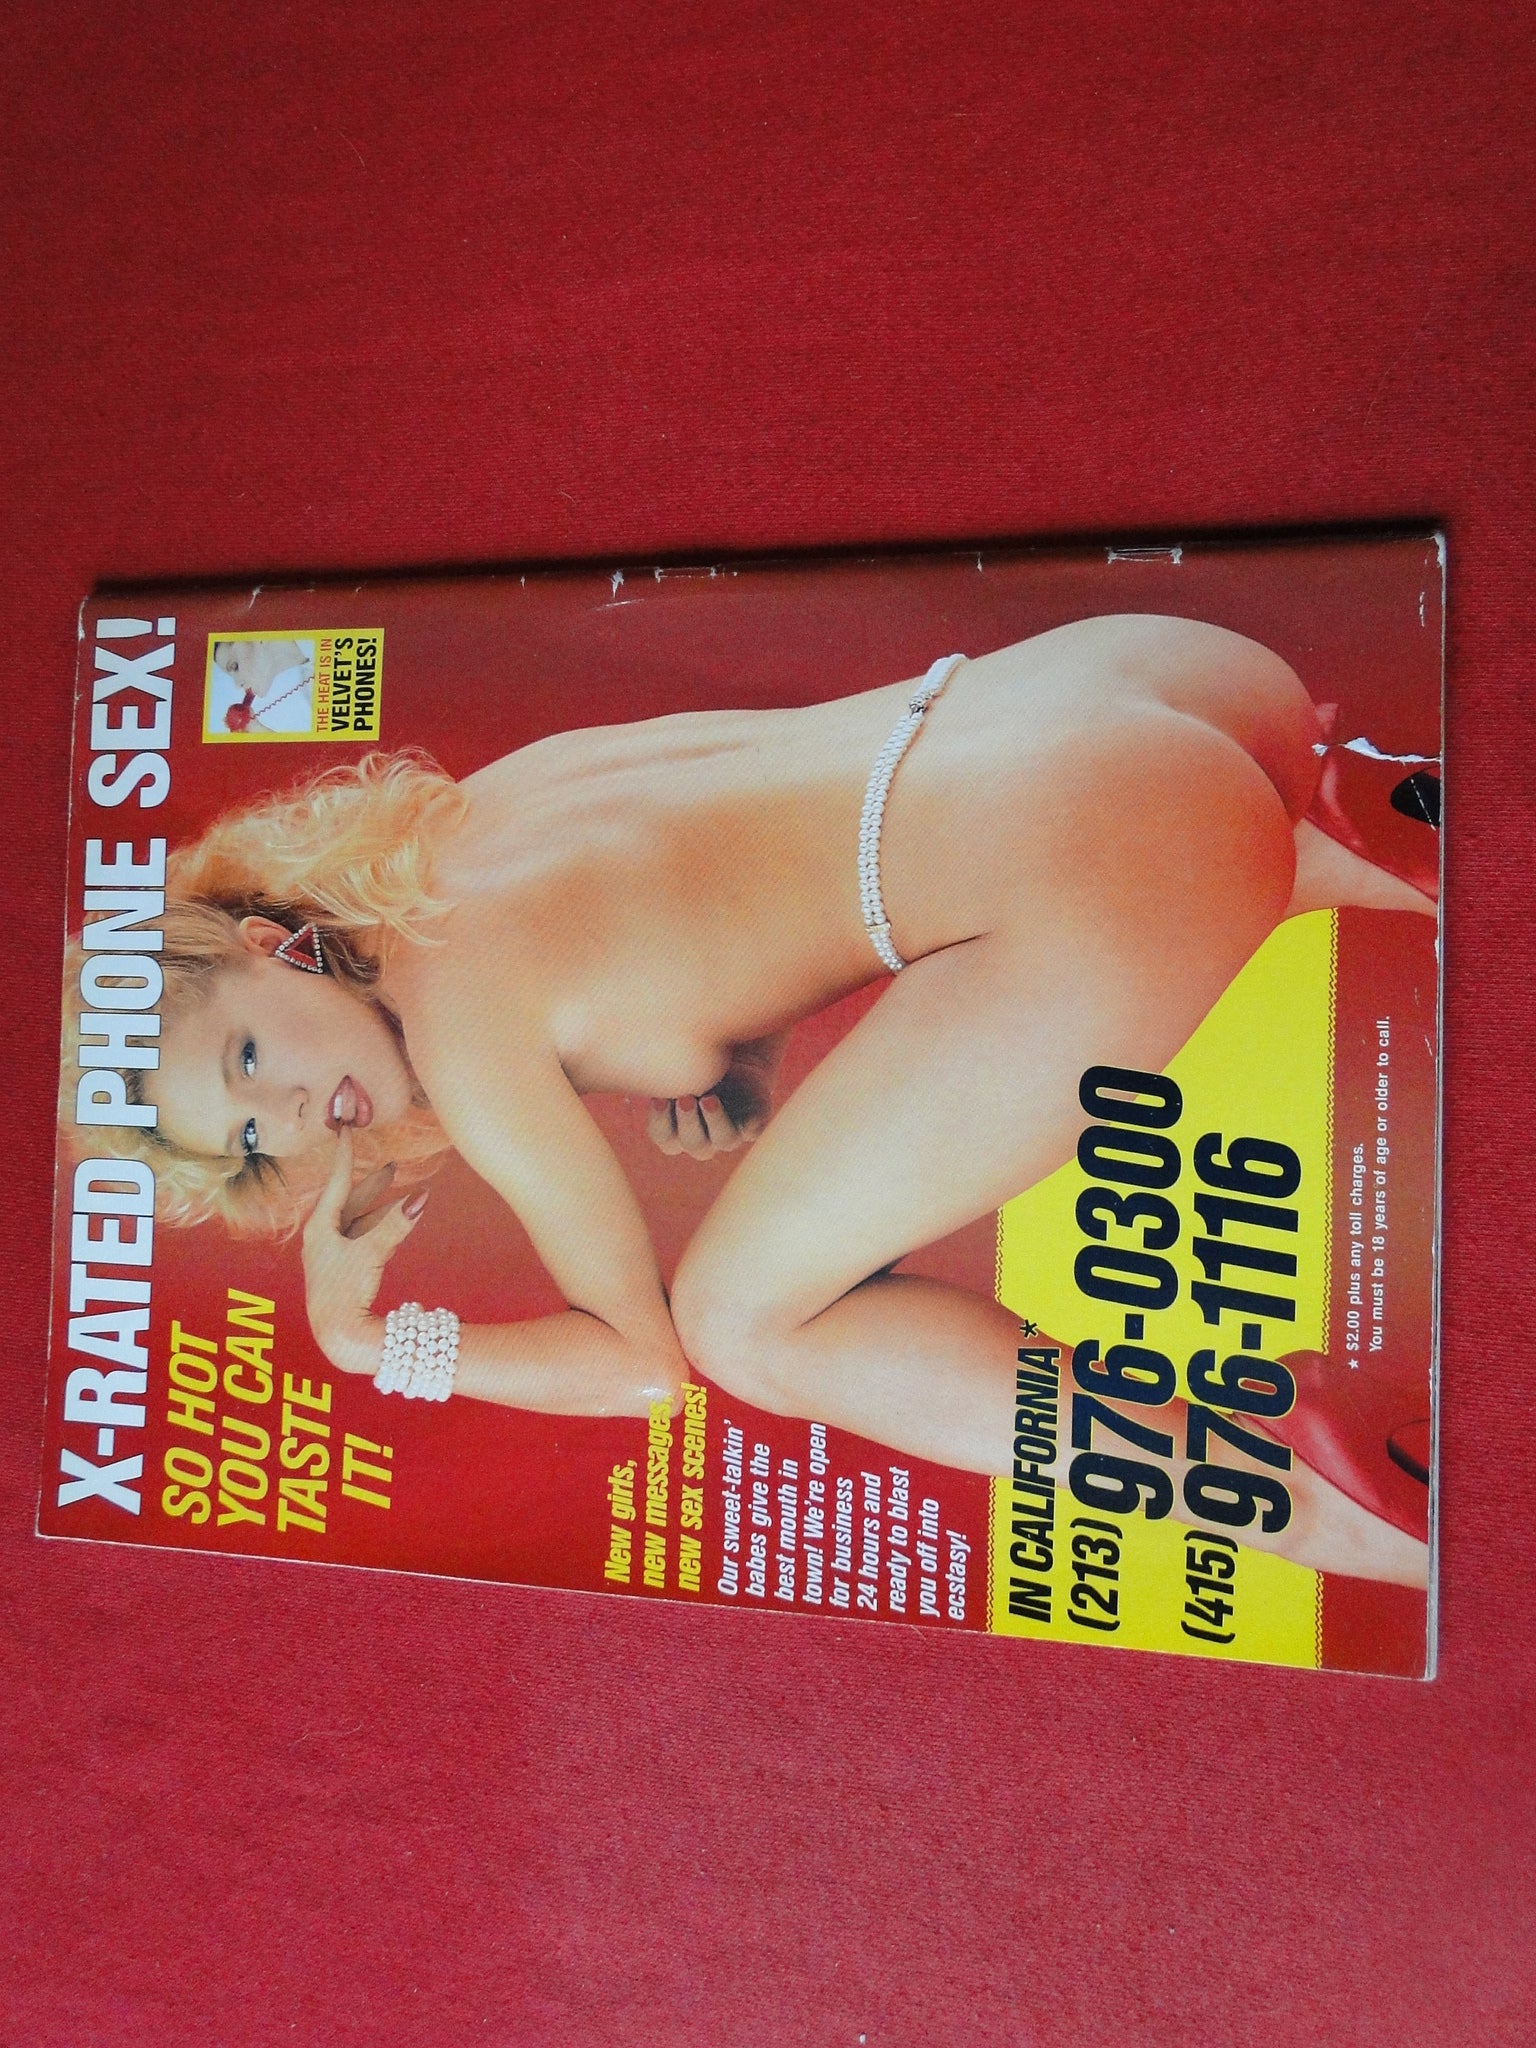 X-RATED PHONE SEX!
SO HOT
YOU CAN
TASTE
IT!
THE HEAT IS IN
VELVET'S
PHONES!
New girls,
new messages,
new sex scenes!
Our sweet-talkin'
babes give the
best mouth in
town! We're open
for business
24 hours and
ready to blast
you off into
ecstasy!
IN CALIFORNIA*
(213) 976-0300
(415) 976-1116
★ $2.00 plus any toll charges.
You must be 18 years of age or older to call.